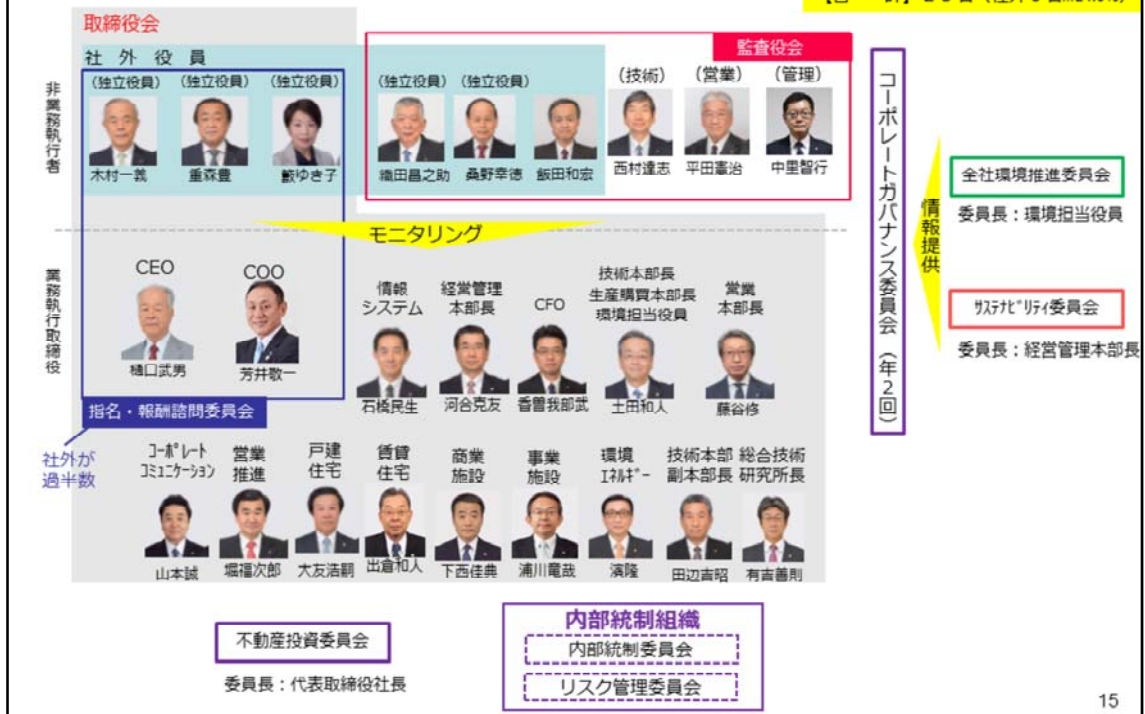 取締役会
社 外 役 員
監査役会
(独立役員) (独立役員) (独立役員)
(独立役員) (独立役員)
(技術) (営業) (管理)
非業務執行者
木村一義 重森豊 籔ゆき子
織田昌之助 桑野幸徳 飯田和宏
西村達志 平田憲治 中里智行
コーポレートガバナンス委員会 (年2回)
情報提供
全社環境推進委員会
委員長：環境担当役員
ｻｽﾃﾅﾋﾞﾘﾃｨ委員会
委員長：経営管理本部長
モニタリング
業務執行取締役
CEO
COO
樋口武男
芳井敬一
情報
システム
経営管理
本部長
CFO
技術本部長
生産購買本部長
環境担当役員
営業
本部長
石橋民生 河合克友 香曽我部武 土田和人 藤谷修
指名・報酬諮問委員会
社外が
過半数
ｺｰﾎﾟﾚｰﾄ
ｺﾐｭﾆｹｰｼｮﾝ
営業
推進
戸建
住宅
賃貸
住宅
商業
施設
事業
施設
環境
ｴﾈﾙｷﾞｰ
技術本部
副本部長
総合技術
研究所長
山本誠 堀福次郎 大友浩嗣 出倉和人 下西佳典 浦川竜哉 濱隆 田辺吉昭 有吉善則
不動産投資委員会
委員長：代表取締役社長
内部統制組織
内部統制委員会
リスク管理委員会
15